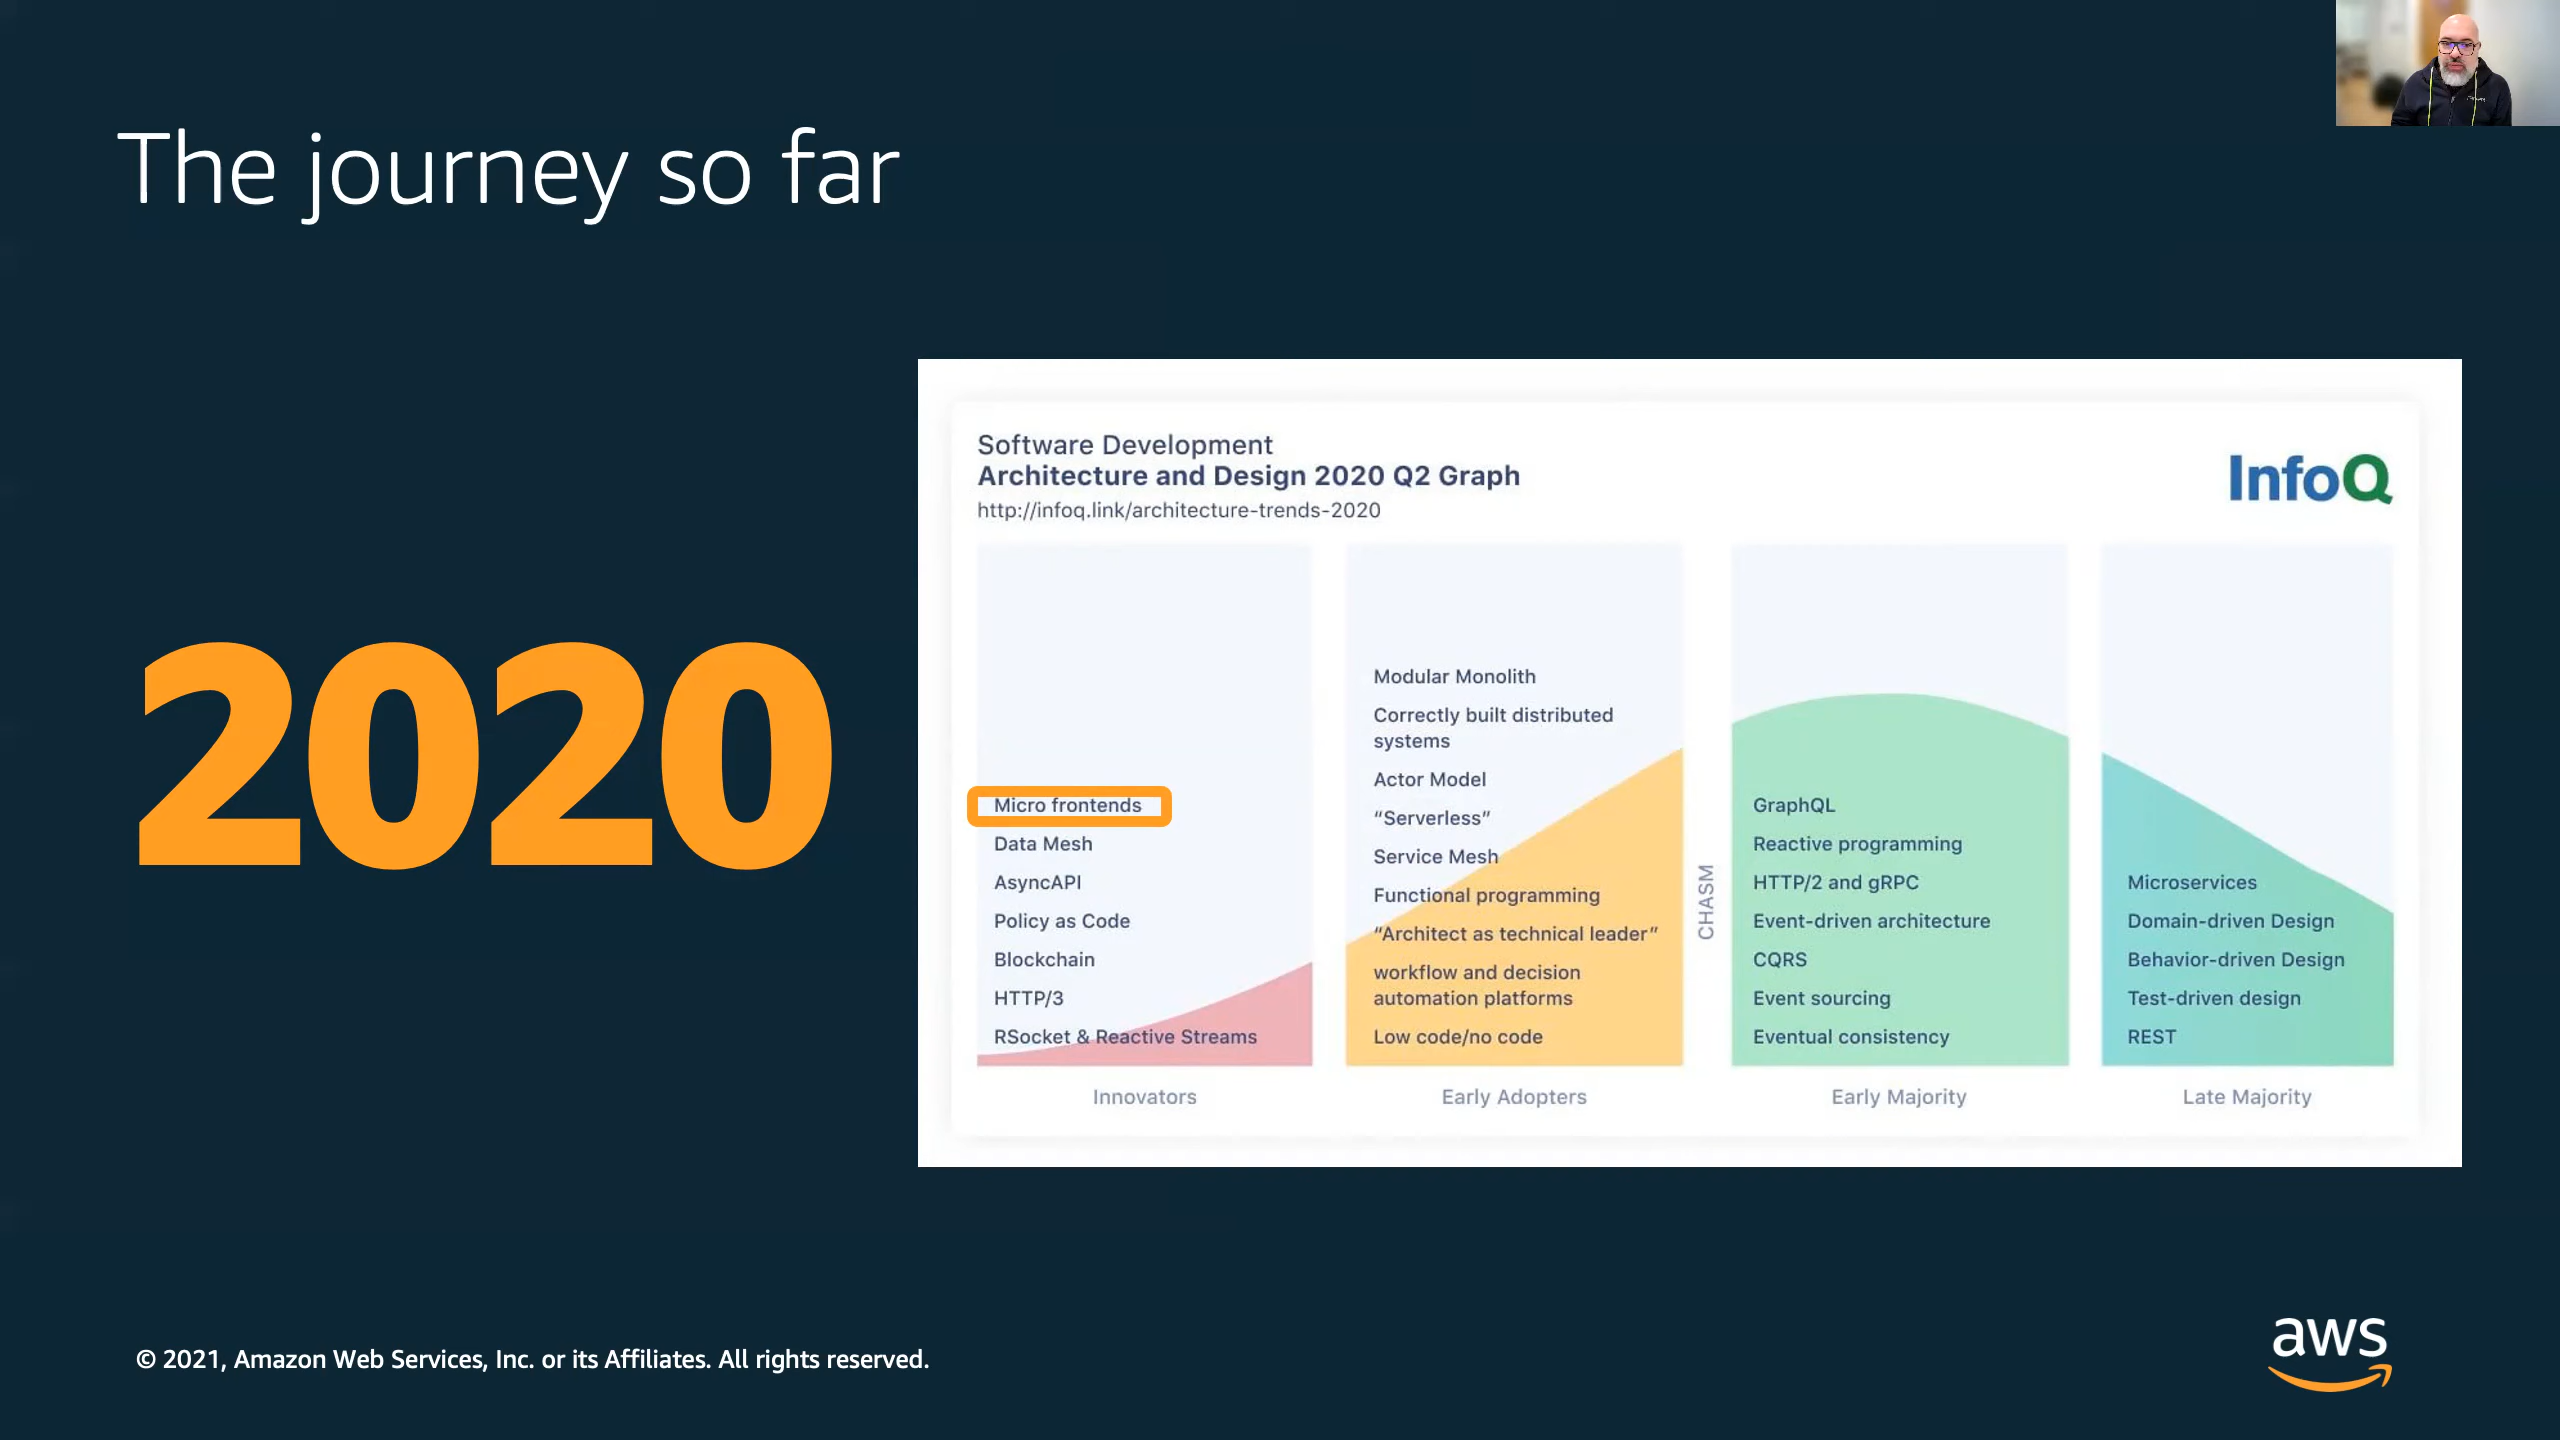 The journey so far
2020
Software Development
Architecture and Design 2020 Q2 Graph
http://infoq.link/architecture-trends-2020
InfoQ
Micro frontends
Data Mesh
AsyncAPI
Policy as Code
Blockchain
HTTP/3
RSocket & Reactive Streams
Innovators
Modular Monolith
Correctly built distributed
systems
Actor Model
“Serverless”
Service Mesh
Functional programming
“Architect as technical leader”
workflow and decision
automation platforms
Low code/no code
Early Adopters
CHASM
GraphQL
Reactive programming
HTTP/2 and gRPC
Event-driven architecture
CQRS
Event sourcing
Eventual consistency
Early Majority
Microservices
Domain-driven Design
Behavior-driven Design
Test-driven design
REST
Late Majority
© 2021, Amazon Web Services, Inc. or its Affiliates. All rights reserved.
aws